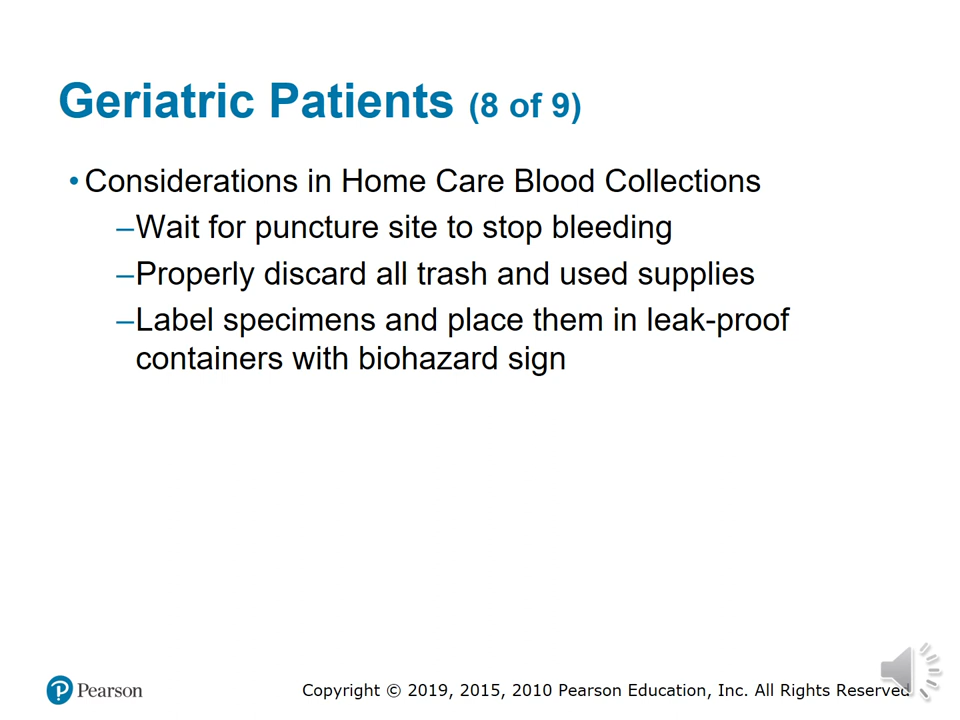 Geriatric Patients (8 of 9)
• Considerations in Home Care Blood Collections
–Wait for puncture site to stop bleeding
–Properly discard all trash and used supplies
–Label specimens and place them in leak-proof
containers with biohazard sign
Pearson
Copyright © 2019, 2015, 2010 Pearson Education, Inc. All Rights Reserved